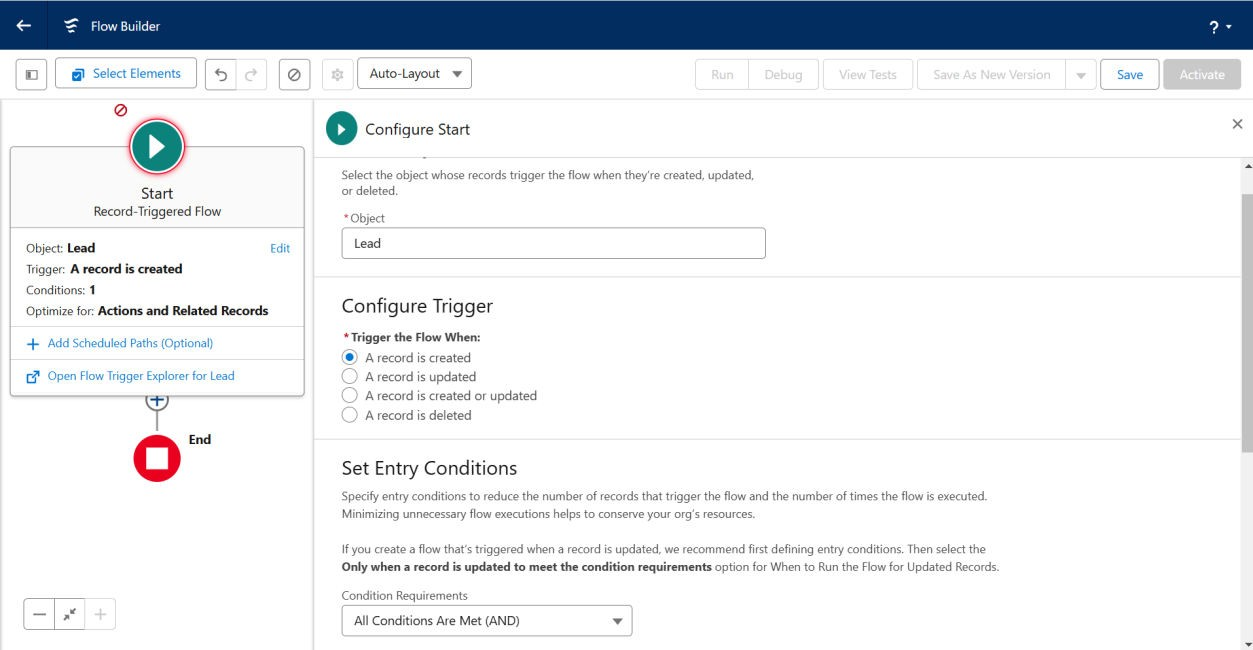 Flow Builder
?
Select Elements
Auto-Layout
Run
Debug
View Tests
Save As New Version
Save
Activate
Start
Record-Triggered Flow
Object: Lead
Edit
Trigger: A record is created
Conditions: 1
Optimize for: Actions and Related Records
+ Add Scheduled Paths (Optional)
Open Flow Trigger Explorer for Lead
End
Configure Start
Select the object whose records trigger the flow when they're created, updated,
or deleted.
*Object
Lead
Configure Trigger
*Trigger the Flow When:
A record is created
A record is updated
A record is created or updated
A record is deleted
Set Entry Conditions
Specify entry conditions to reduce the number of records that trigger the flow and the number of times the flow is executed.
Minimizing unnecessary flow executions helps to conserve your org's resources.
If you create a flow that's triggered when a record is updated, we recommend first defining entry conditions. Then select the
Only when a record is updated to meet the condition requirements option for When to Run the Flow for Updated Records.
Condition Requirements
All Conditions Are Met (AND)